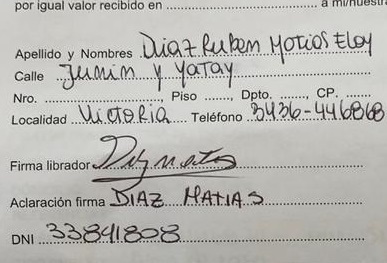 por igual valor recibido en ........................ a mi/nuestra
Apellido y Nombres Diaz Ruben Matias Eloy
Calle Junin y Yatay
Nro. ........................ Piso ......., Dpto. ......., CP. .......
Localidad Victoria Teléfono 3436-446868
Firma librador
Aclaración firma DIAZ MATIAS
DNI 33841808